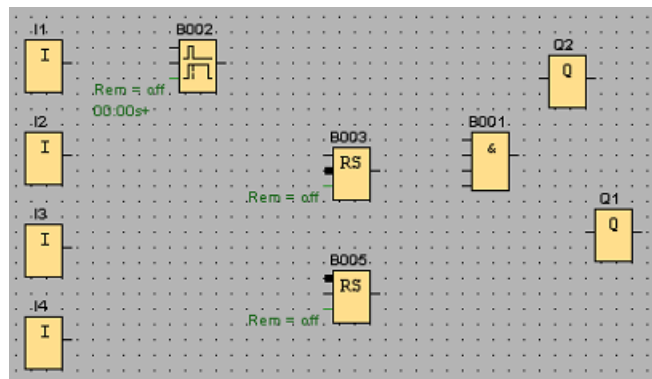 I1
I
B002
Rem = off
00:00s+
Q2
Q
I2
I
B003
RS
Rem = off
B001
&
I3
I
Q1
Q
B005
RS
Rem = off
I4
I